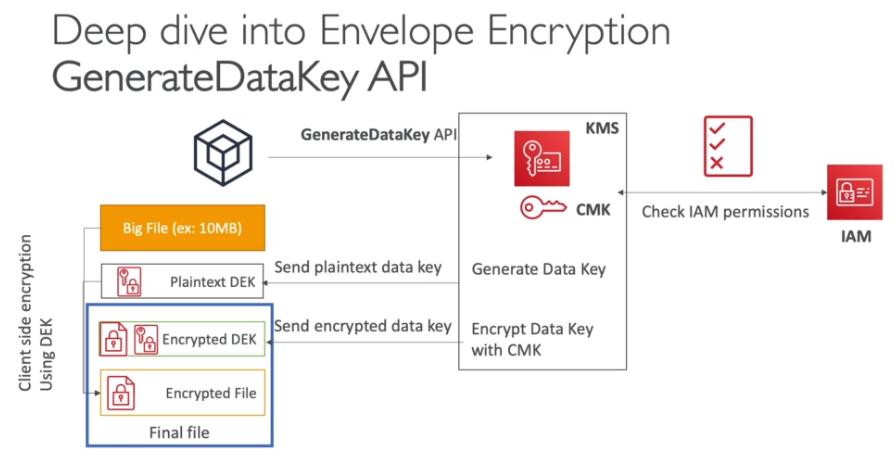 Deep dive into Envelope Encryption
GenerateDataKey API
GenerateDataKey API
KMS
CMK
Check IAM permissions
IAM
Big File (ex: 10MB)
Client side encryption
Using DEK
Plaintext DEK
Send plaintext data key
Generate Data Key
Encrypted DEK
Send encrypted data key
Encrypt Data Key
with CMK
Encrypted File
Final file